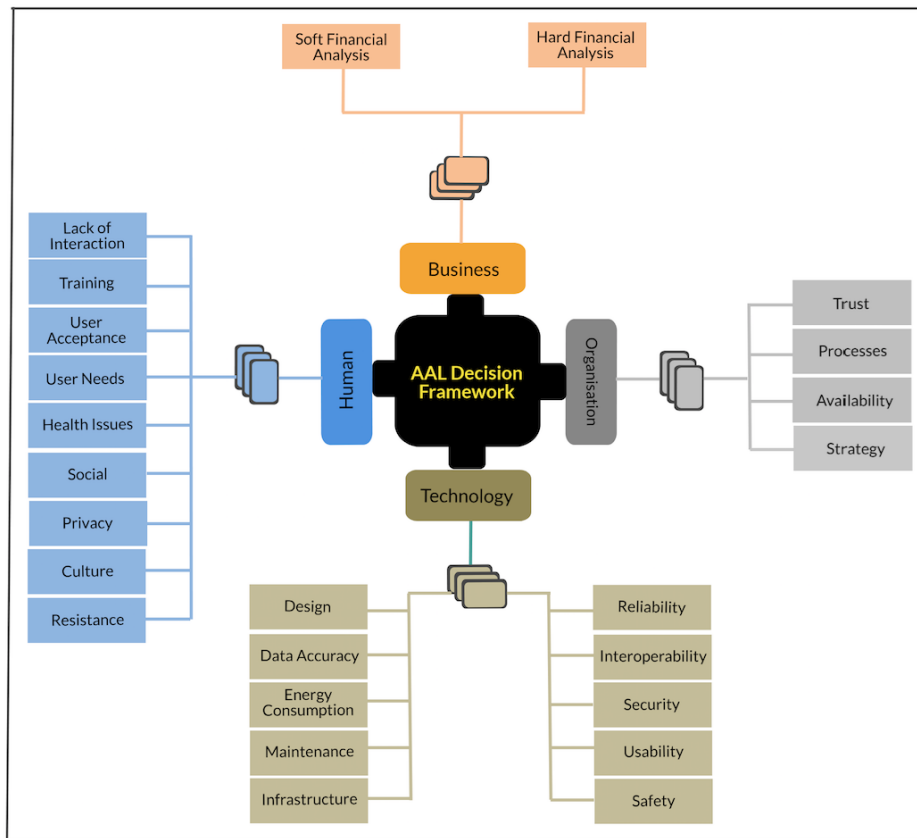 Soft Financial
Analysis
Hard Financial
Analysis
Business
Lack of
Interaction
Training
User
Acceptance
User Needs
Health Issues
Social
Privacy
Culture
Resistance
Human
AAL Decision
Framework
Organisation
Trust
Processes
Availability
Strategy
Technology
Design
Data Accuracy
Energy
Consumption
Maintenance
Infrastructure
Reliability
Interoperability
Security
Usability
Safety